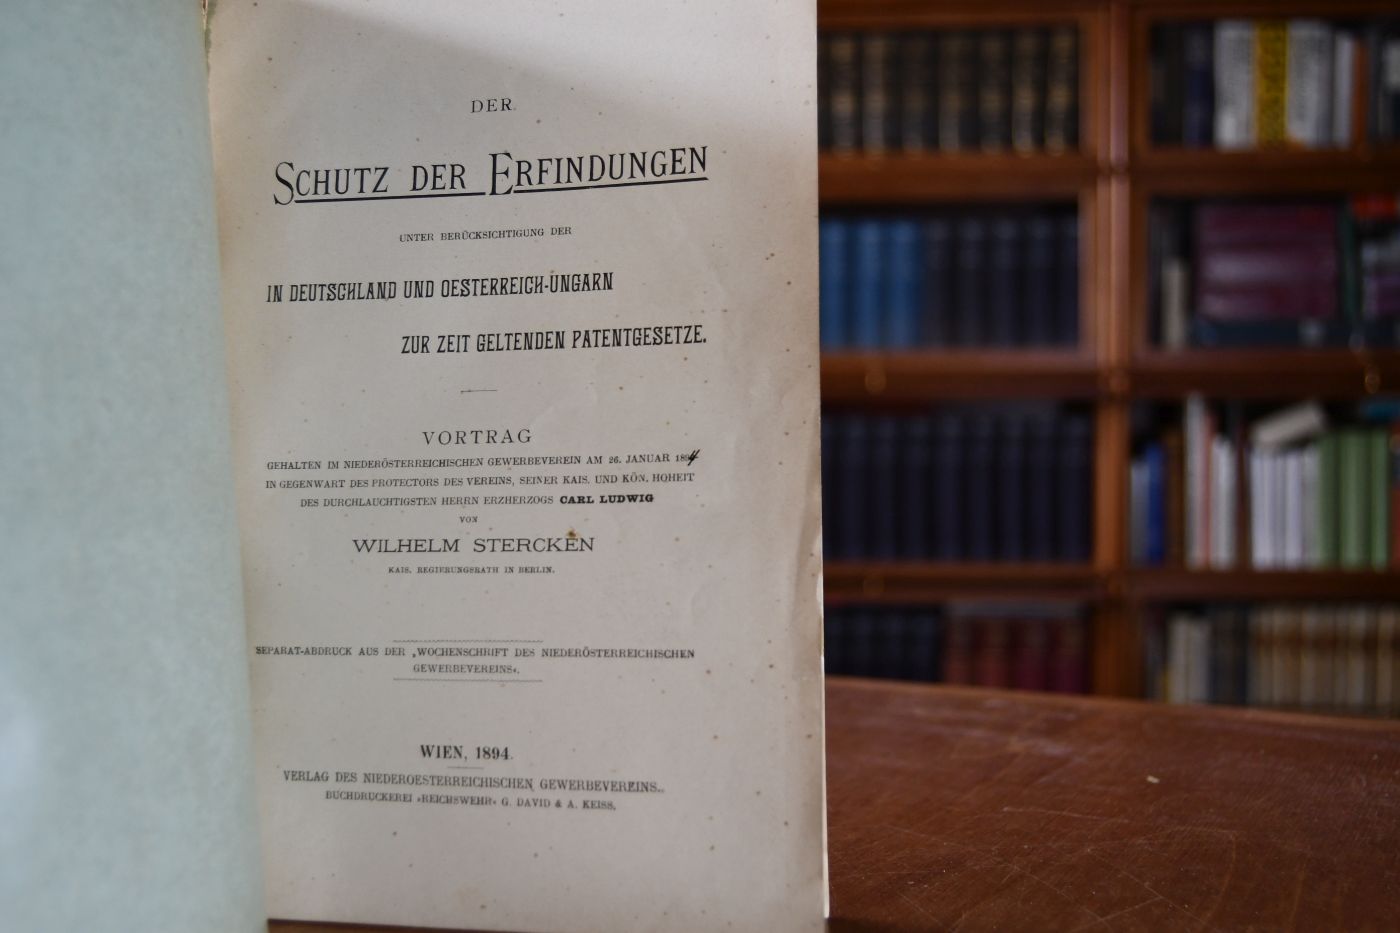 DER
SCHUTZ DER ERFINDUNGEN
UNTER BERÜCKSICHTIGUNG DER
IN DEUTSCHLAND UND OESTERREICH-UNGARN
ZUR ZEIT GELTENDEN PATENTGESETZE.
VORTRAG
GEHALTEN IM NIEDERÖSTERREICHISCHEN GEWERBEVEREIN AM 26. JANUAR 1894
IN GEGENWART DES PROTECTORS DES VEREINS, SEINER KAIS. UND KÖN. HOHEIT
DES DURCHLAUCHTIGSTEN HERRN ERZHERZOGS CARL LUDWIG
VON
WILHELM STERCKEN
KAIS. REGIERUNGSRATH IN BERLIN.
SEPARAT-ABDRUCK AUS DER „WOCHENSCHRIFT DES NIEDERÖSTERREICHISCHEN
GEWERBEVEREINS«.
WIEN, 1894.
VERLAG DES NIEDEROESTERREICHISCHEN GEWERBEVEREINS.
BUCHDRUCKEREI »REICHSWEHR« G. DAVID & A. KEISS.